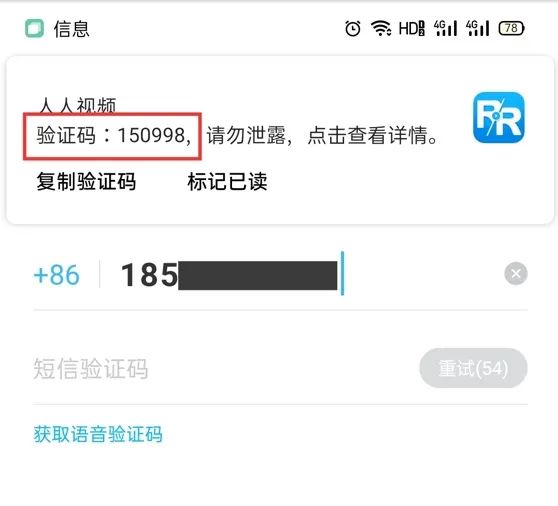 信息
HD 4G 4G 78
人人视频
验证码：150998，请勿泄露，点击查看详情。
RR
复制验证码 标记已读
+86 185
短信验证码 重试(54)
获取语音验证码